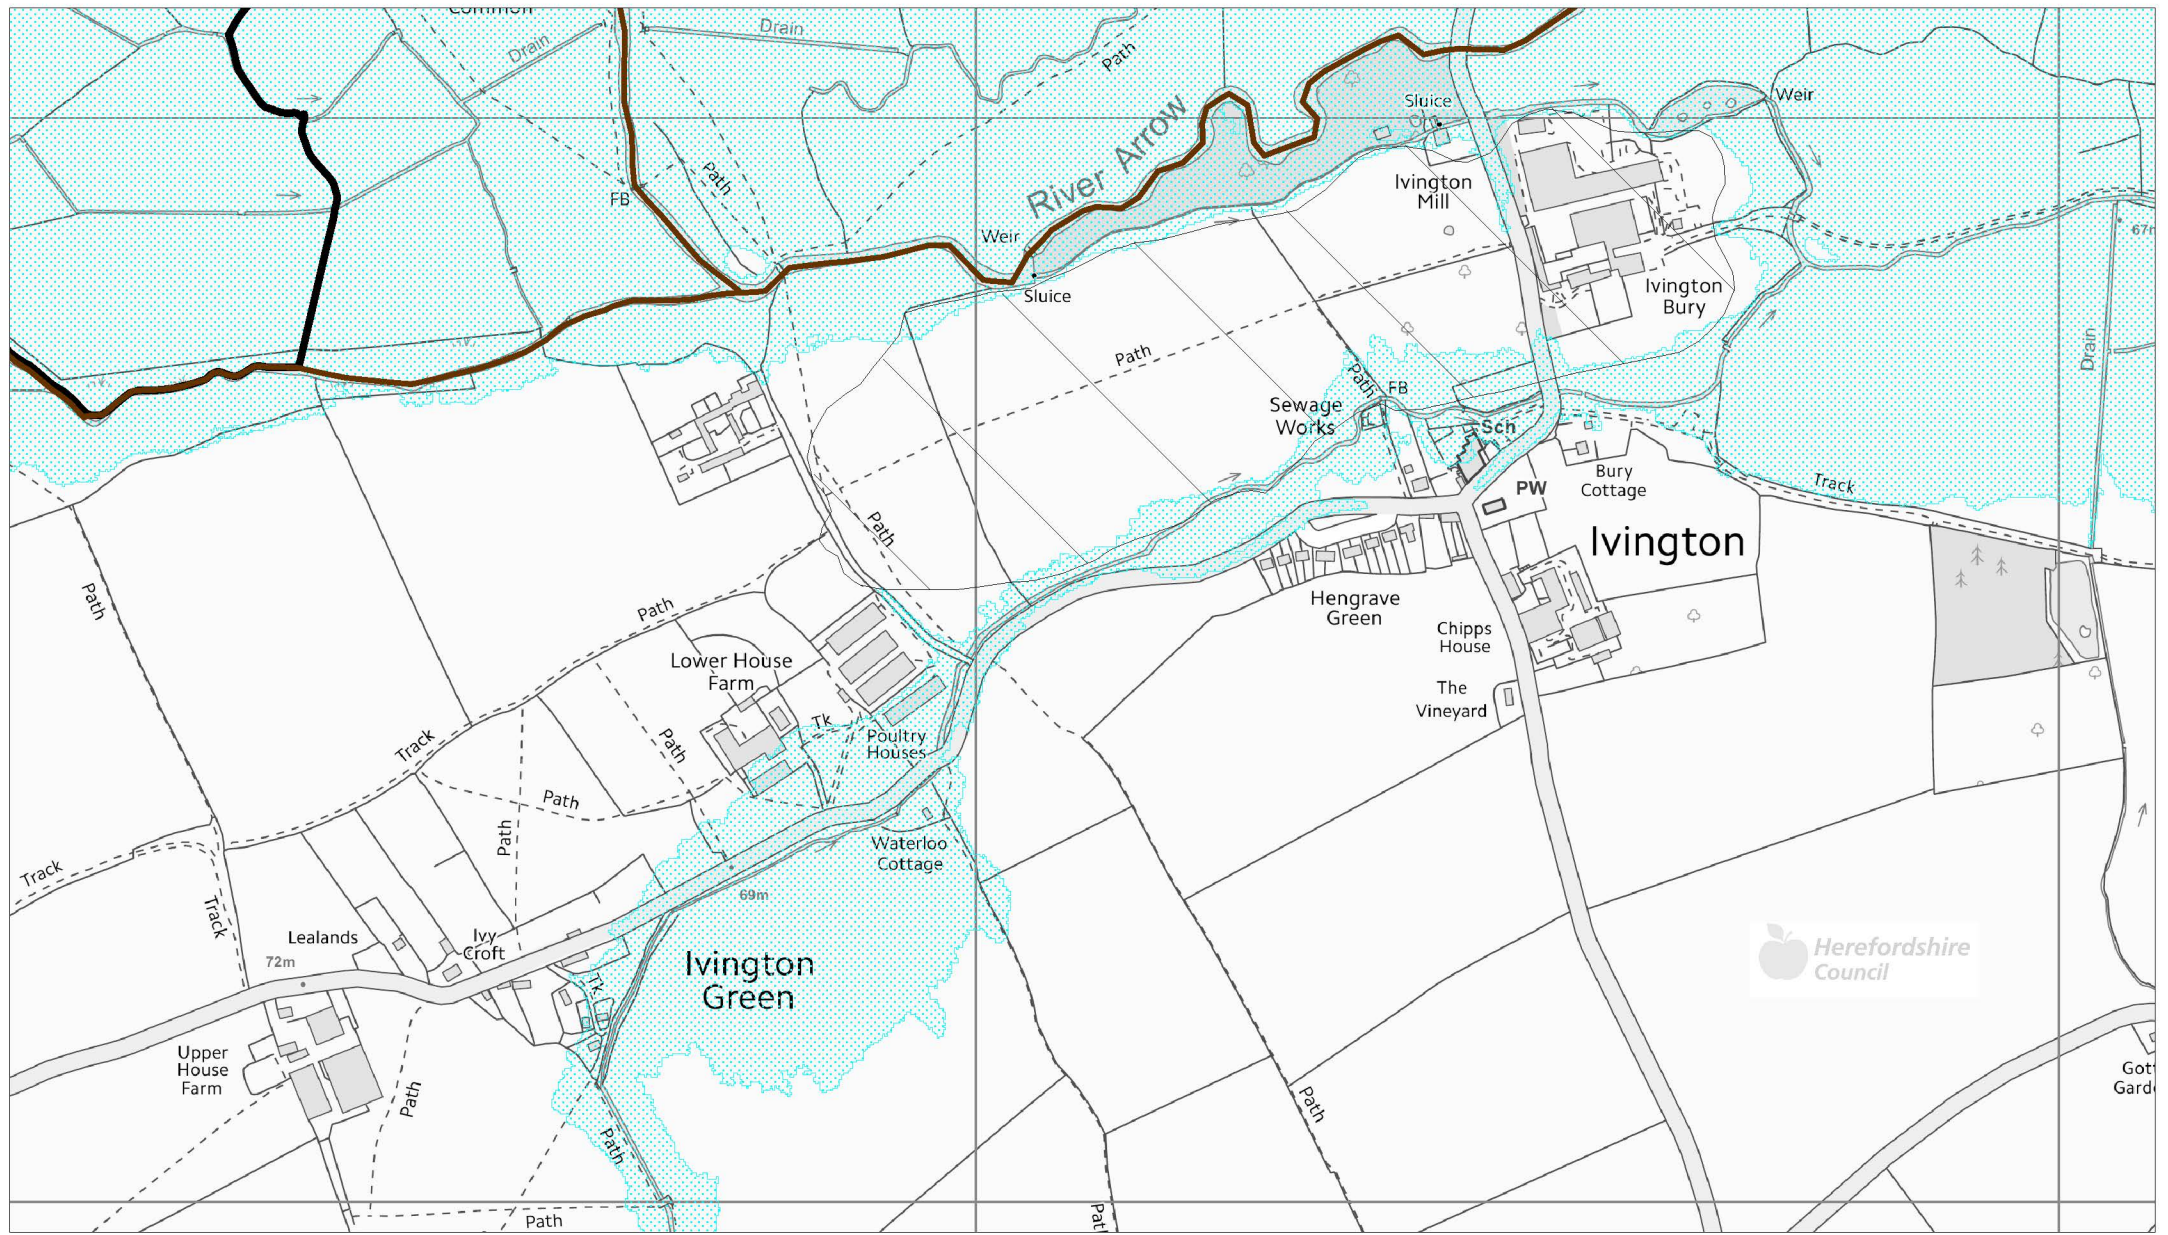 Common
Drain
Drain
Path
Sluice
Weir
River Arrow
Path
FB
Weir
Sluice
Ivington
Mill
Ivington
Bury
67m
Drain
Path
Path
FB
Sewage
Works
Sch
Bury
Cottage
PW
Track
Path
Ivington
Path
Path
Hengrave
Green
Chipps
House
Lower House
Farm
The
Vineyard
Tk
Poultry
Houses
Track
Path
Path
Path
Waterloo
Cottage
Track
Track
69m
Lealands
Ivy
Croft
72m
Tk
Ivington
Green
Herefordshire
Council
Upper
House
Farm
Path
Path
Path
Path